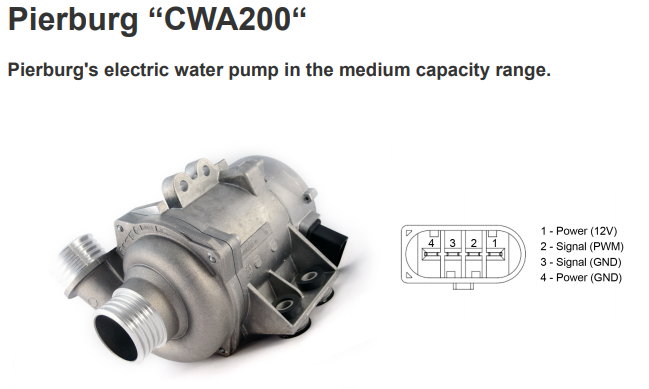 Pierburg “CWA200“
Pierburg's electric water pump in the medium capacity range.
4 3 2 1
1 - Power (12V)
2 - Signal (PWM)
3 - Signal (GND)
4 - Power (GND)